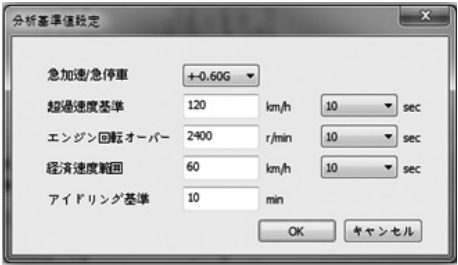 分析基準値設定
急加速/急停車 +-0.60G
超過速度基準 120 km/h 10 sec
エンジン回転オーバー 2400 r/min 10 sec
経済速度範囲 60 km/h 10 sec
アイドリング基準 10 min
OK キャンセル